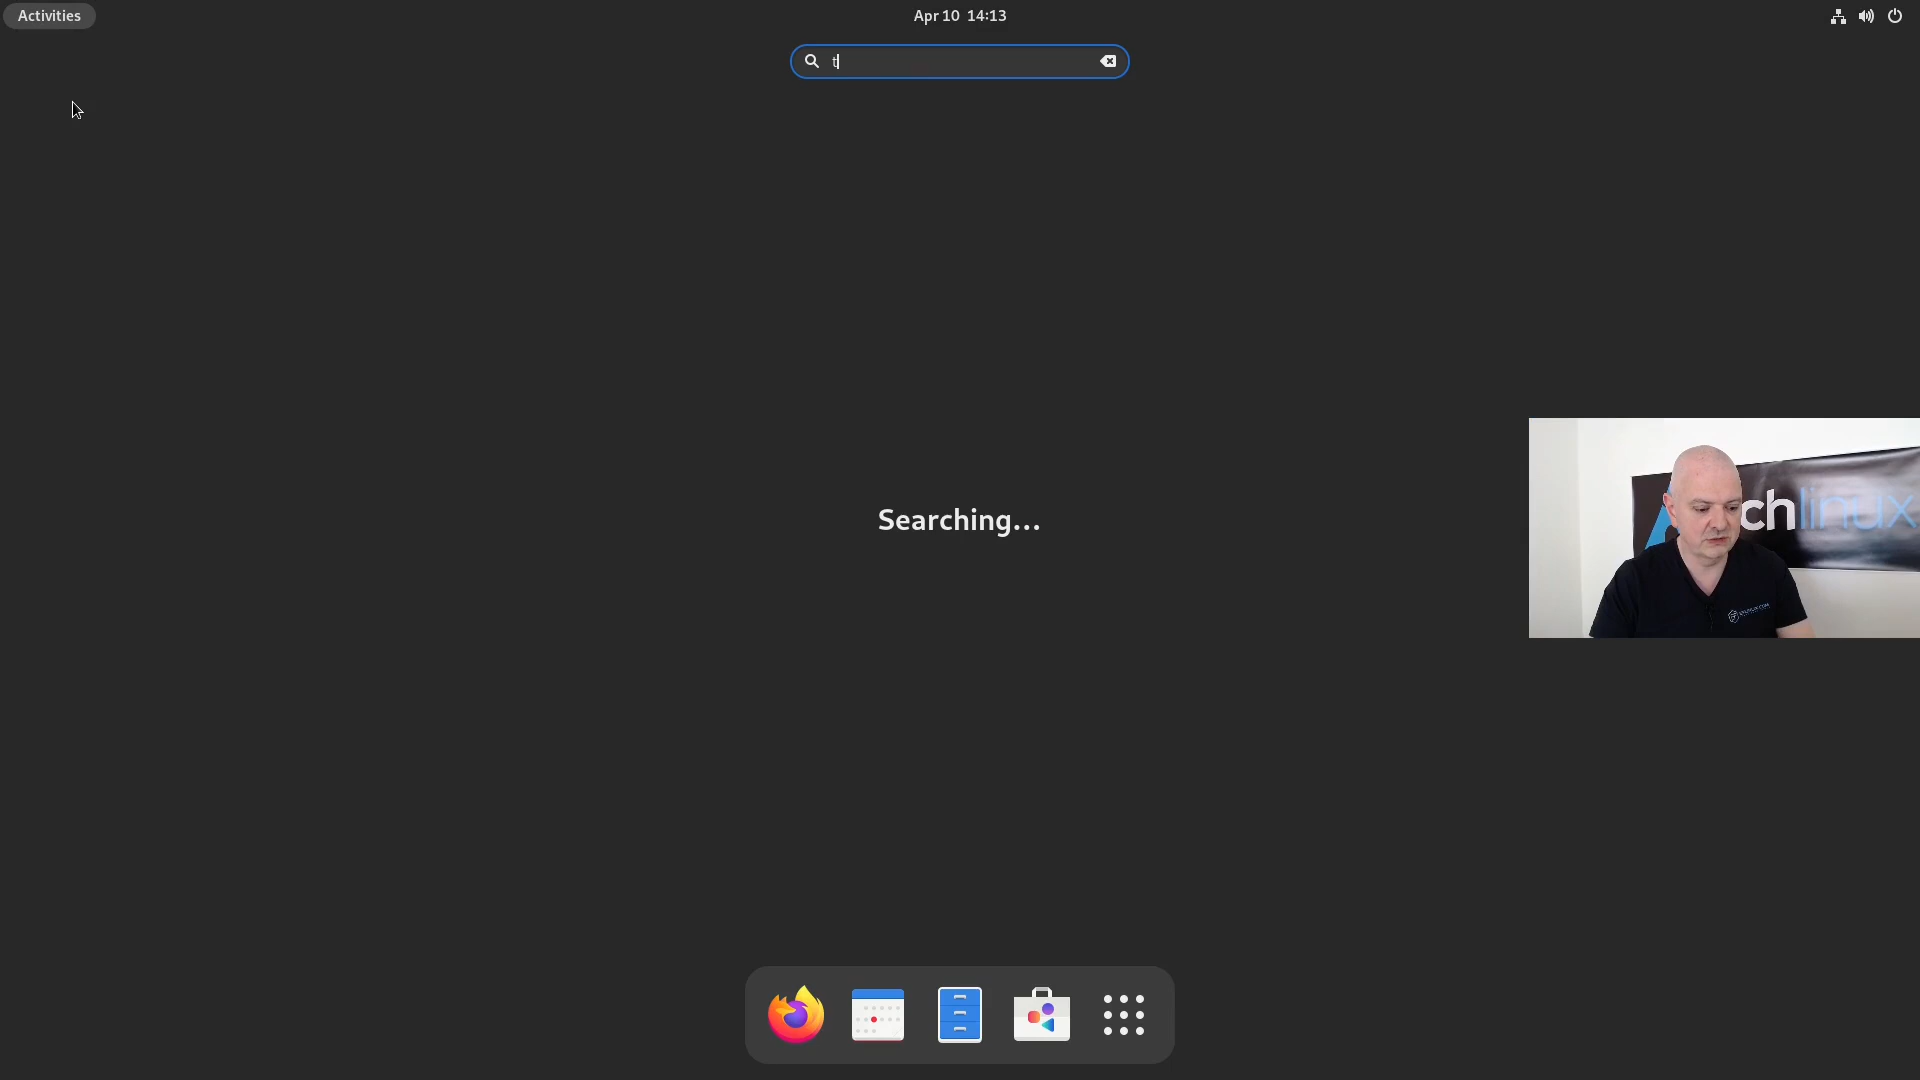 Activities
Apr 10 14:13
t
Searching...
chlinux